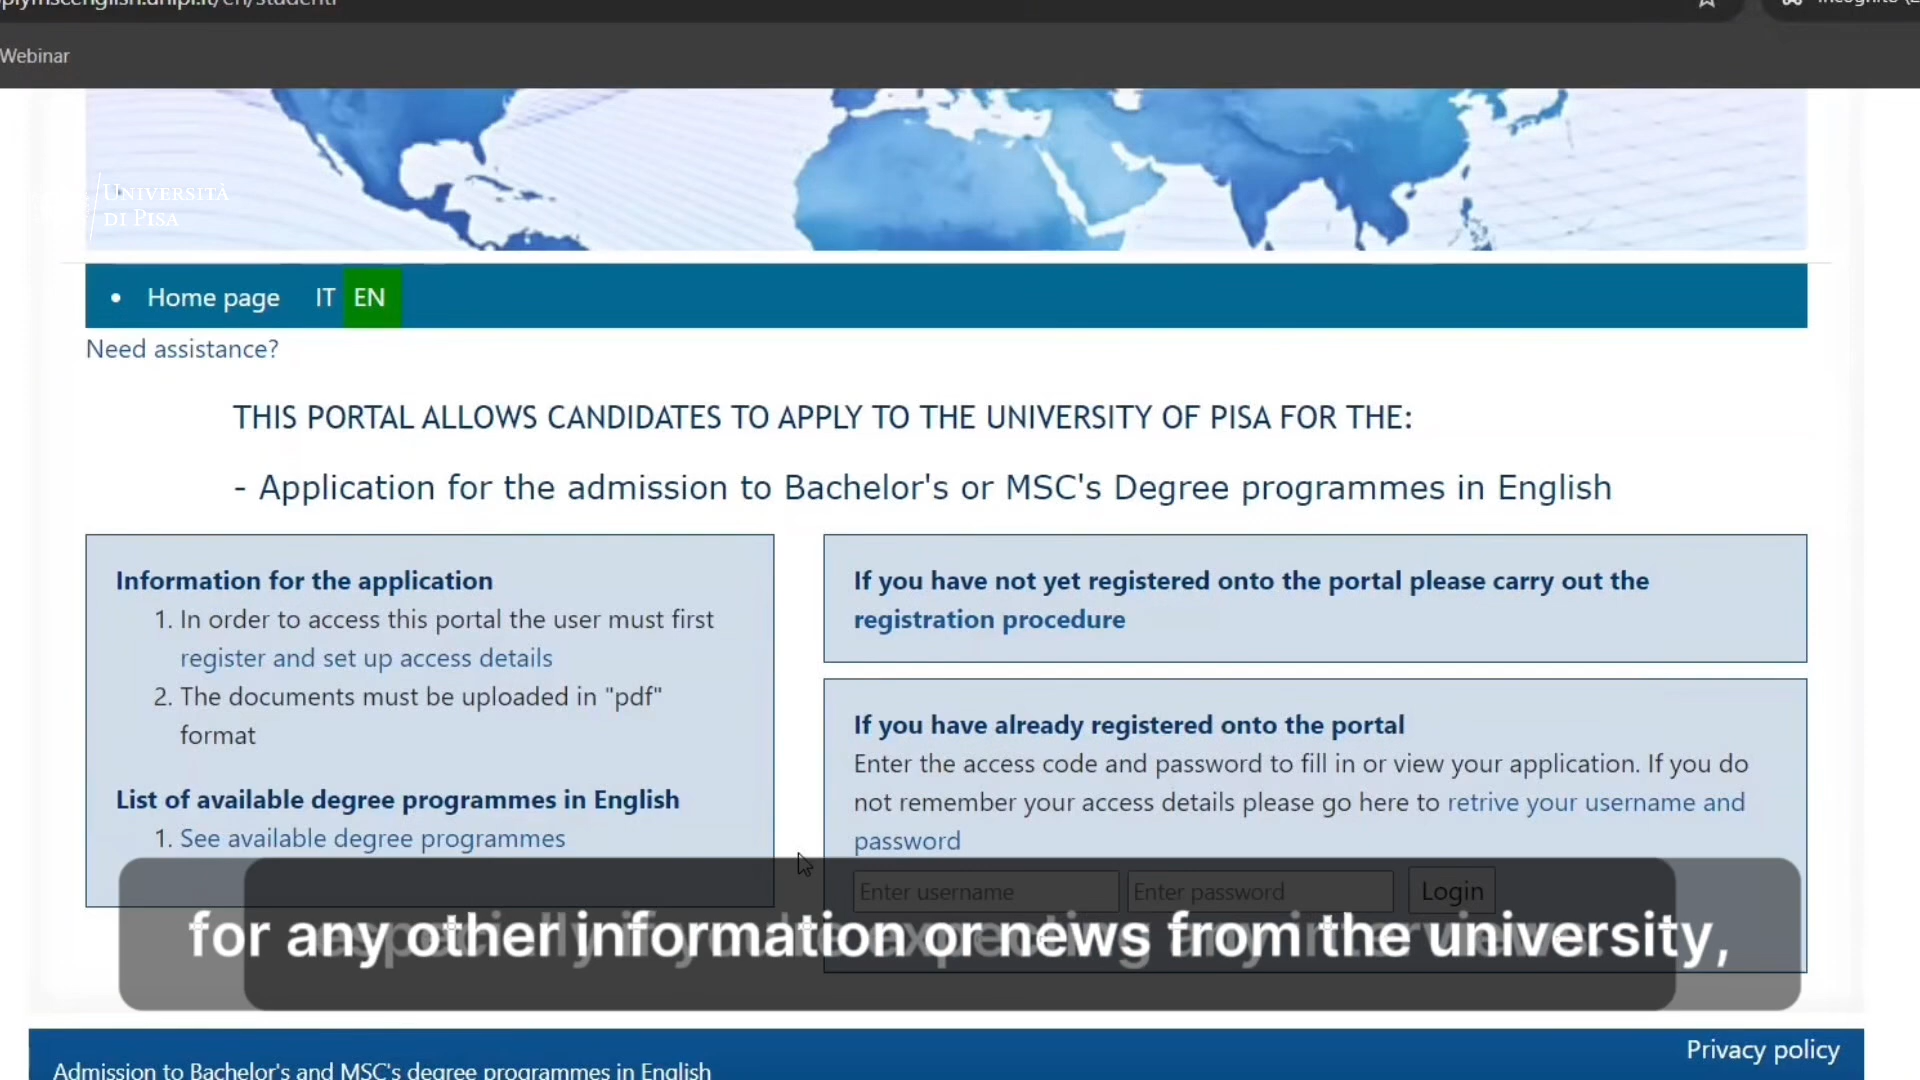 Webinar
UNIVERSITÀ
DI PISA
Home page IT EN
Need assistance?
THIS PORTAL ALLOWS CANDIDATES TO APPLY TO THE UNIVERSITY OF PISA FOR THE:
- Application for the admission to Bachelor's or MSC's Degree programmes in English
Information for the application
1. In order to access this portal the user must first
register and set up access details
2. The documents must be uploaded in "pdf"
format
List of available degree programmes in English
1. See available degree programmes
If you have not yet registered onto the portal please carry out the
registration procedure
If you have already registered onto the portal
Enter the access code and password to fill in or view your application. If you do
not remember your access details please go here to retrive your username and
password
Enter username Enter password Login
for any other information or news from the university,
Privacy policy
Admission to Bachelor's and MSC's degree programmes in English